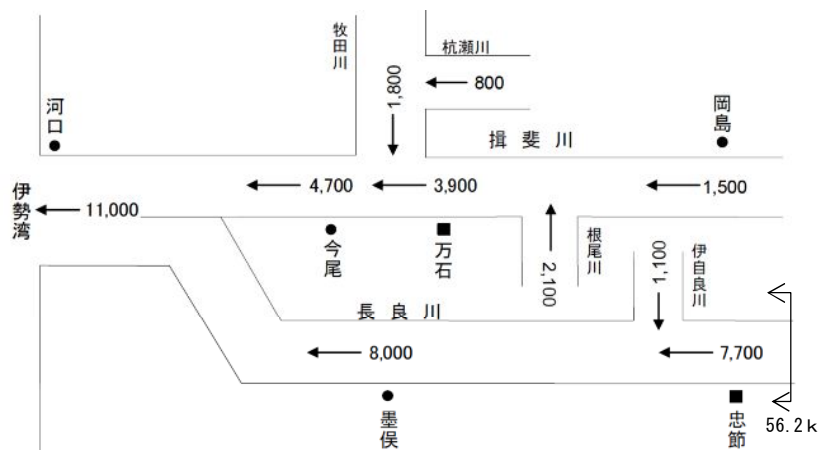 牧田川
杭瀬川
800
1,800
河口
岡島
揖斐川
4,700
3,900
1,500
伊勢湾
11,000
今尾
万石
2,100
根尾川
1,100
伊自良川
長良川
8,000
7,700
墨俣
忠節
56.2k